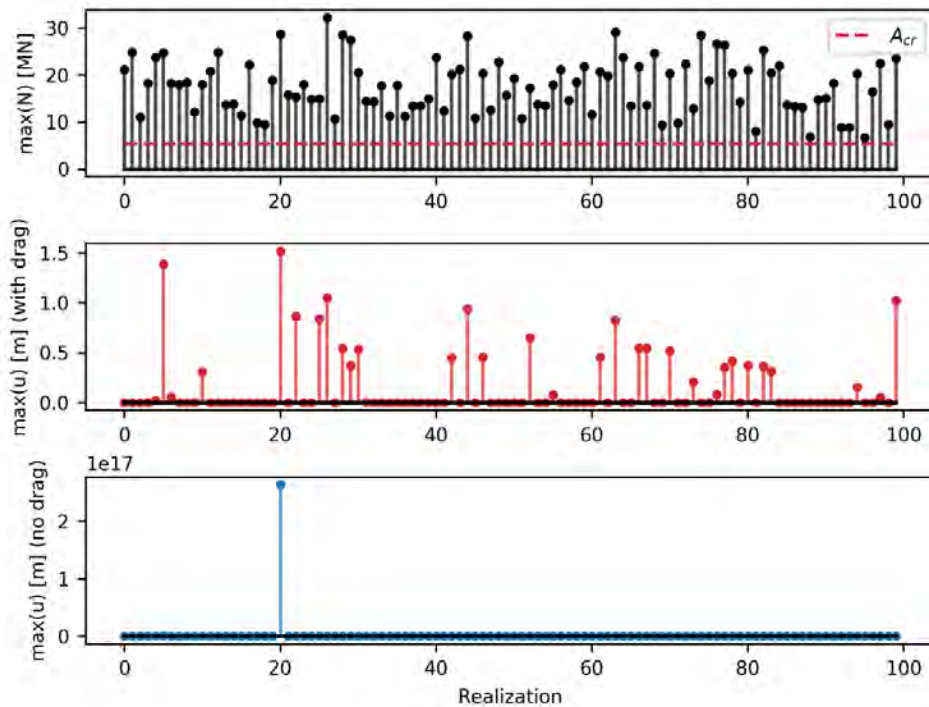 30
20
10
0
max(N) [MN]
A_cr
0 20 40 60 80 100
1.5
1.0
0.5
0.0
max(u) [m] (with drag)
0 20 40 60 80 100
1e17
2
1
0
max(u) [m] (no drag)
0 20 40 60 80 100
Realization